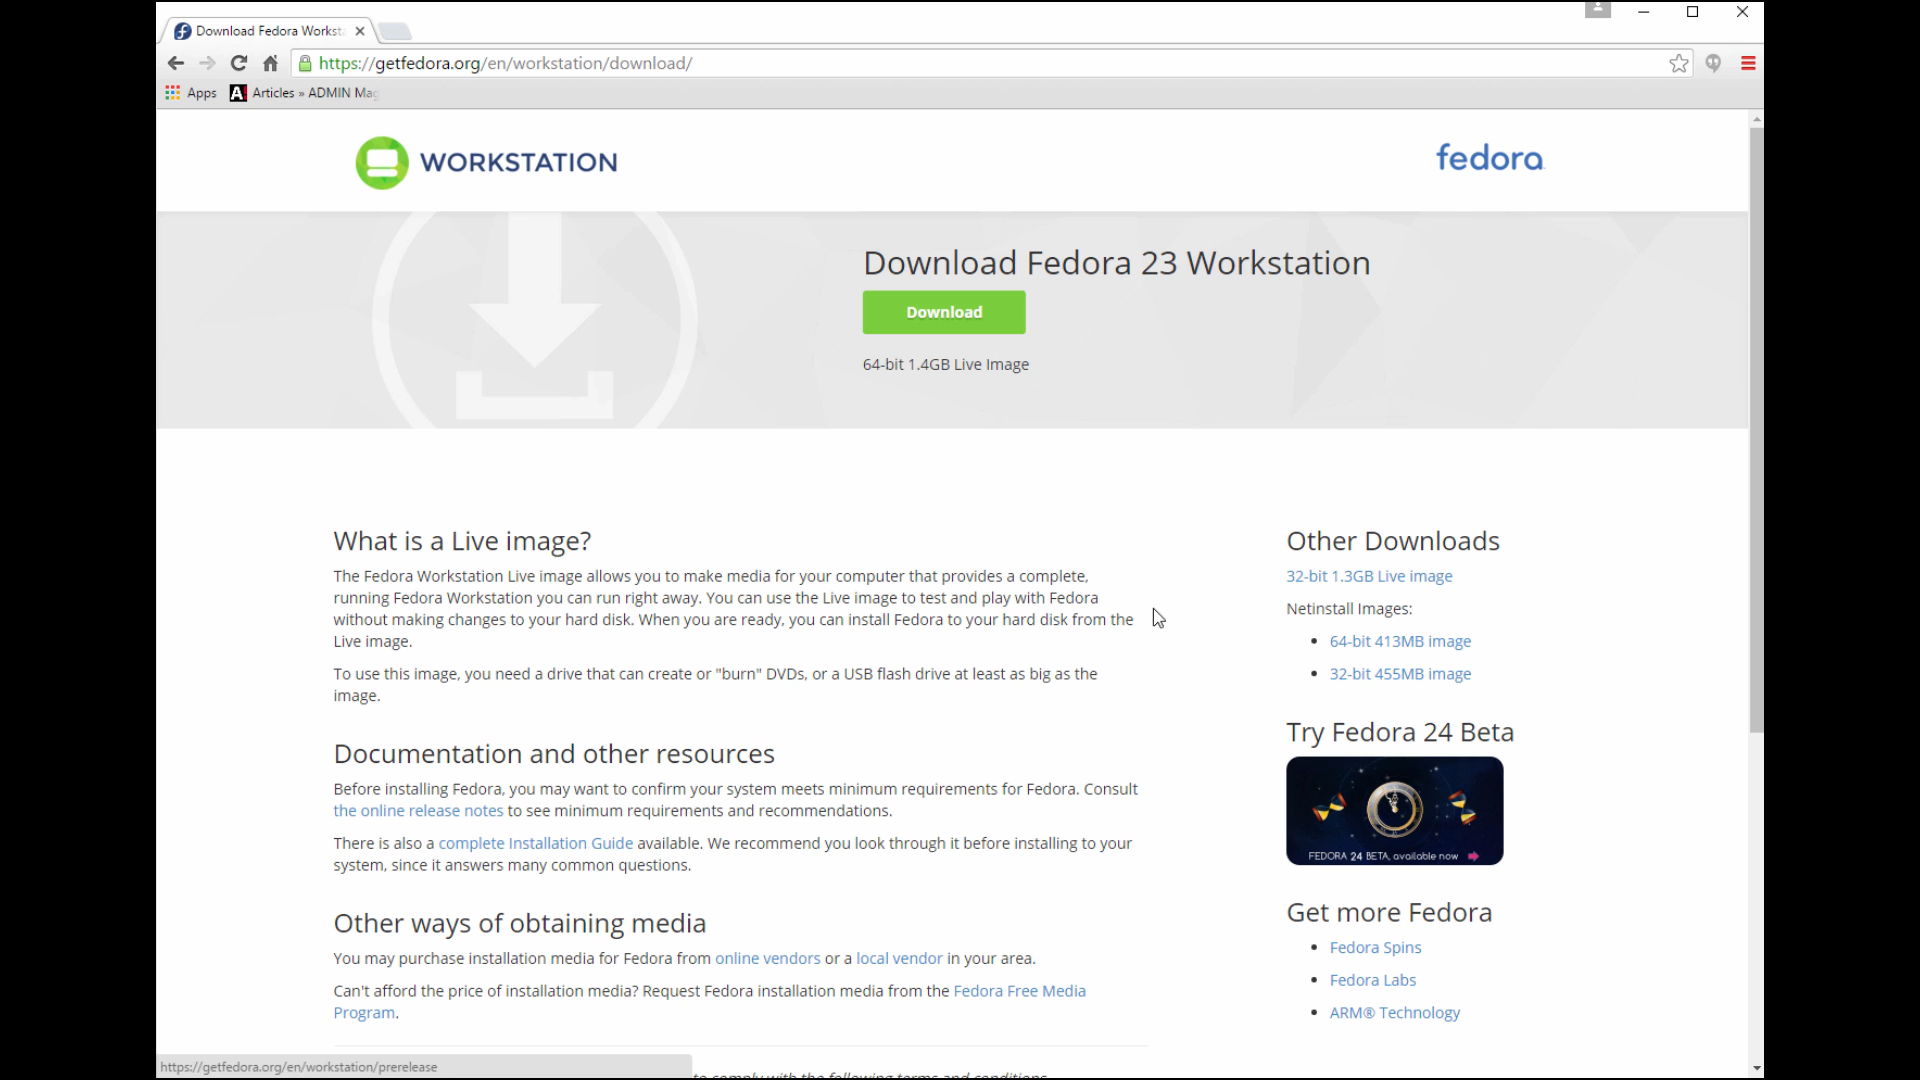 Download Fedora Workst
https://getfedora.org/en/workstation/download/
Apps
Articles » ADMIN Mag
WORKSTATION
fedora
Download Fedora 23 Workstation
Download
64-bit 1.4GB Live Image
What is a Live image?
The Fedora Workstation Live image allows you to make media for your computer that provides a complete,
running Fedora Workstation you can run right away. You can use the Live image to test and play with Fedora
without making changes to your hard disk. When you are ready, you can install Fedora to your hard disk from the
Live image.
To use this image, you need a drive that can create or "burn" DVDs, or a USB flash drive at least as big as the
image.
Documentation and other resources
Before installing Fedora, you may want to confirm your system meets minimum requirements for Fedora. Consult
the online release notes to see minimum requirements and recommendations.
There is also a complete Installation Guide available. We recommend you look through it before installing to your
system, since it answers many common questions.
Other ways of obtaining media
You may purchase installation media for Fedora from online vendors or a local vendor in your area.
Can't afford the price of installation media? Request Fedora installation media from the Fedora Free Media
Program.
Other Downloads
32-bit 1.3GB Live image
Netinstall Images:
• 64-bit 413MB image
• 32-bit 455MB image
Try Fedora 24 Beta
FEDORA 24 BETA, available now
Get more Fedora
• Fedora Spins
• Fedora Labs
• ARM® Technology
https://getfedora.org/en/workstation/prerelease
to comply with the following terms and conditions